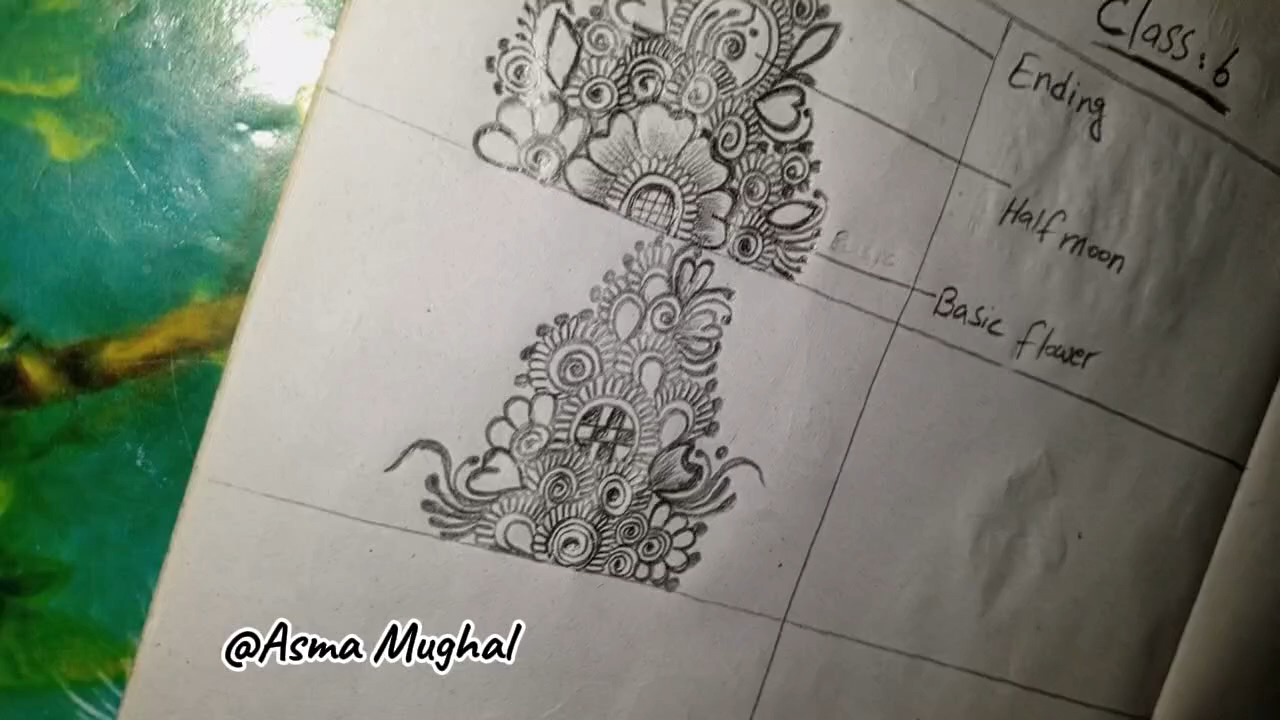 Class: 6
Ending
Half moon
Basic flower
@Asma Mughal